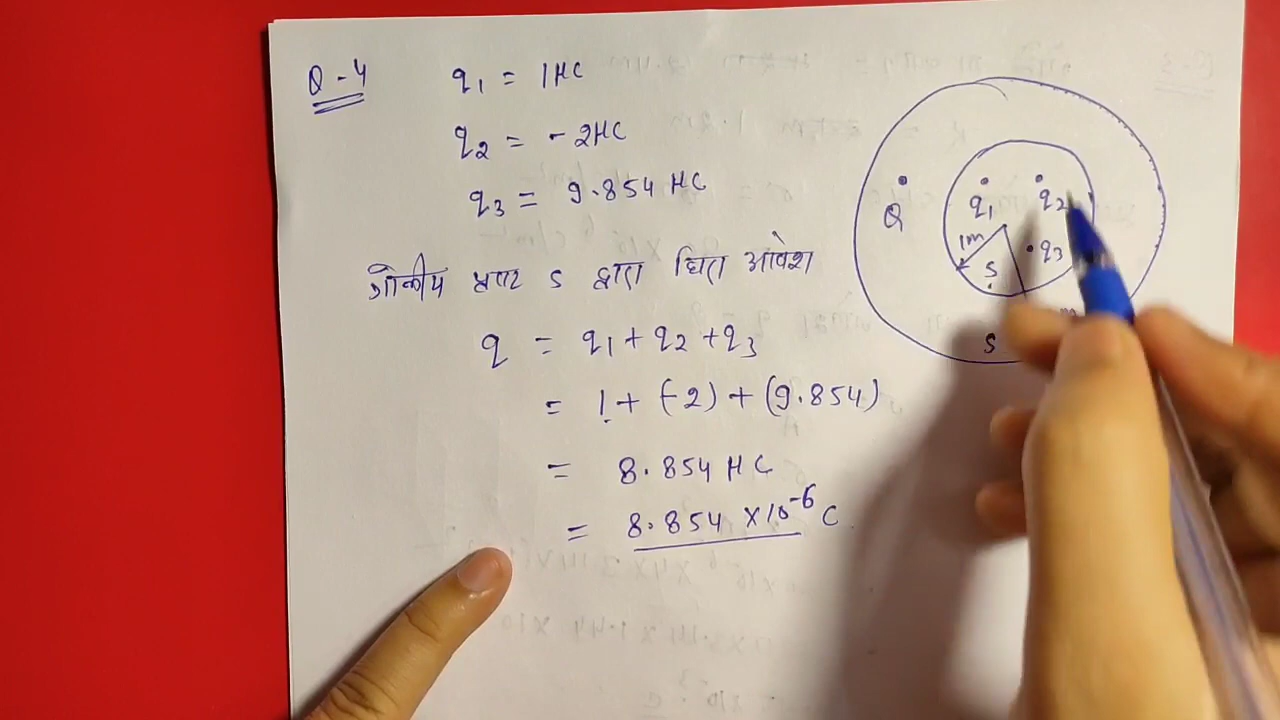 Q-4
q1 = 1μC
q2 = -2μC
q3 = 9.854 μC
गोलीय पृष्ठ S द्वारा घिरा आवेश
q = q1 + q2 + q3
= 1 + (-2) + (9.854)
= 8.854 μC
= 8.854 × 10⁻⁶ C
Q
q1
q2
1m
q3
S
m
S